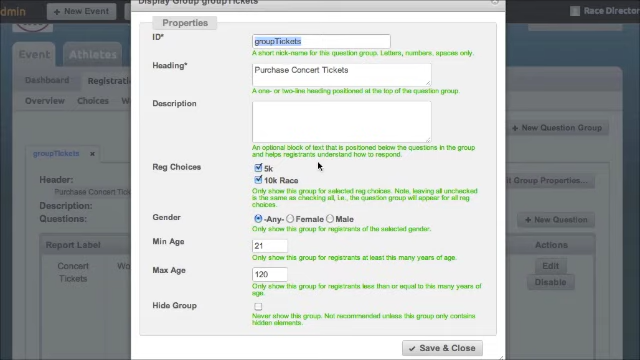 dmin
+ New Event
Race Director
Display Group groupTickets
Event
Athletes
Properties
ID*
groupTickets
A short nick-name for this question group. Letters, numbers, spaces only.
Heading*
Purchase Concert Tickets
A one- or two-line heading positioned at the top of the question group.
Dashboard
Registration
Overview
Choices
Description
An optional block of text that is positioned below the questions in the group
and helps registrants understand how to respond.
+ New Question Group
groupTickets x
Reg Choices
5k
10k Race
Only show this group for selected reg choices. Note, leaving all unchecked
is the same as checking all, i.e., the question group will appear for all reg
choices.
Header:
Purchase Concert Tickets
Description:
Questions:
Group Properties...
Gender
-Any-
Female
Male
Only show this group for registrants of the selected gender.
+ New Question
Report Label
Actions
Min Age
21
Only show this group for registrants at least this many years of age.
Concert
Tickets
Edit
Disable
Max Age
120
Only show this group for registrants less than or equal to this many years of
age.
Hide Group
Never show this group. Not recommended unless this group only contains
hidden elements.
Save & Close